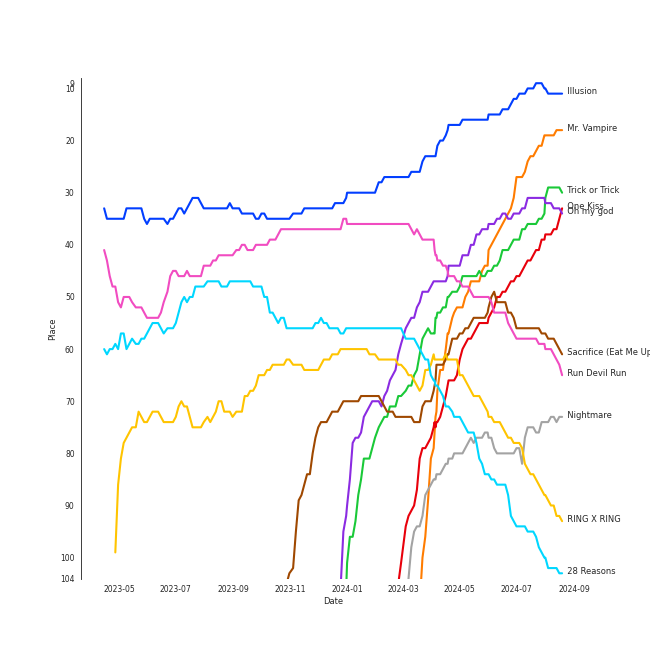 9
10
20
30
40
50
60
70
80
90
100
104
Place
2023-05
2023-07
2023-09
2023-11
2024-01
2024-03
2024-05
2024-07
2024-09
Date
Illusion
Mr. Vampire
Trick or Trick
One Kiss
Oh my god
Sacrifice (Eat Me Up
Run Devil Run
Nightmare
RING X RING
28 Reasons